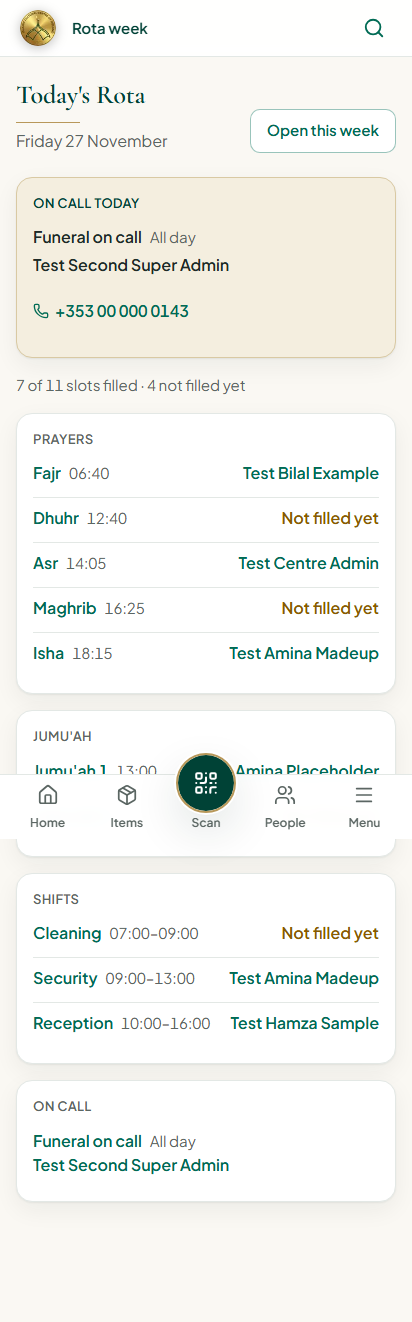 Rota week
Today's Rota
Friday 27 November
Open this week
ON CALL TODAY
Funeral on call All day
Test Second Super Admin
+353 00 000 0143
7 of 11 slots filled · 4 not filled yet
PRAYERS
Fajr 06:40 Test Bilal Example
Dhuhr 12:40 Not filled yet
Asr 14:05 Test Centre Admin
Maghrib 16:25 Not filled yet
Isha 18:15 Test Amina Madeup
JUMU'AH
Jumu'ah 1 13:00 Amina Placeholder
Home Items Scan People Menu
SHIFTS
Cleaning 07:00–09:00 Not filled yet
Security 09:00–13:00 Test Amina Madeup
Reception 10:00–16:00 Test Hamza Sample
ON CALL
Funeral on call All day
Test Second Super Admin